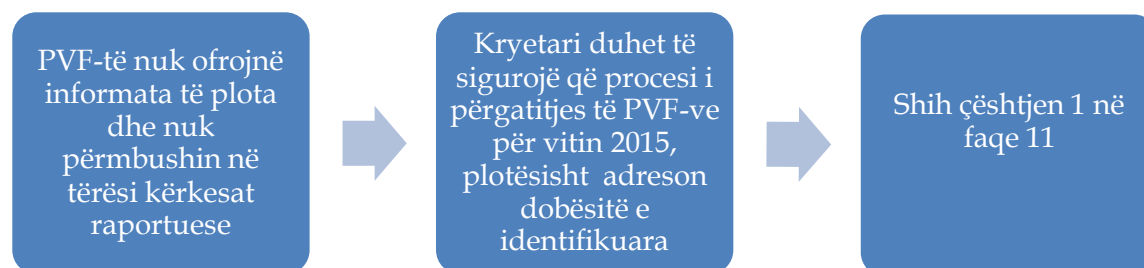 PVF-të nuk ofrojnë
informata të plota
dhe nuk
përmbushin në
tërësi kërkesat
raportuese
Kryetari duhet të
sigurojë që procesi i
përgatitjes të PVF-ve
për vitin 2015,
plotësisht adreson
dobësitë e
identifikuara
Shih çështjen 1 në
faqe 11